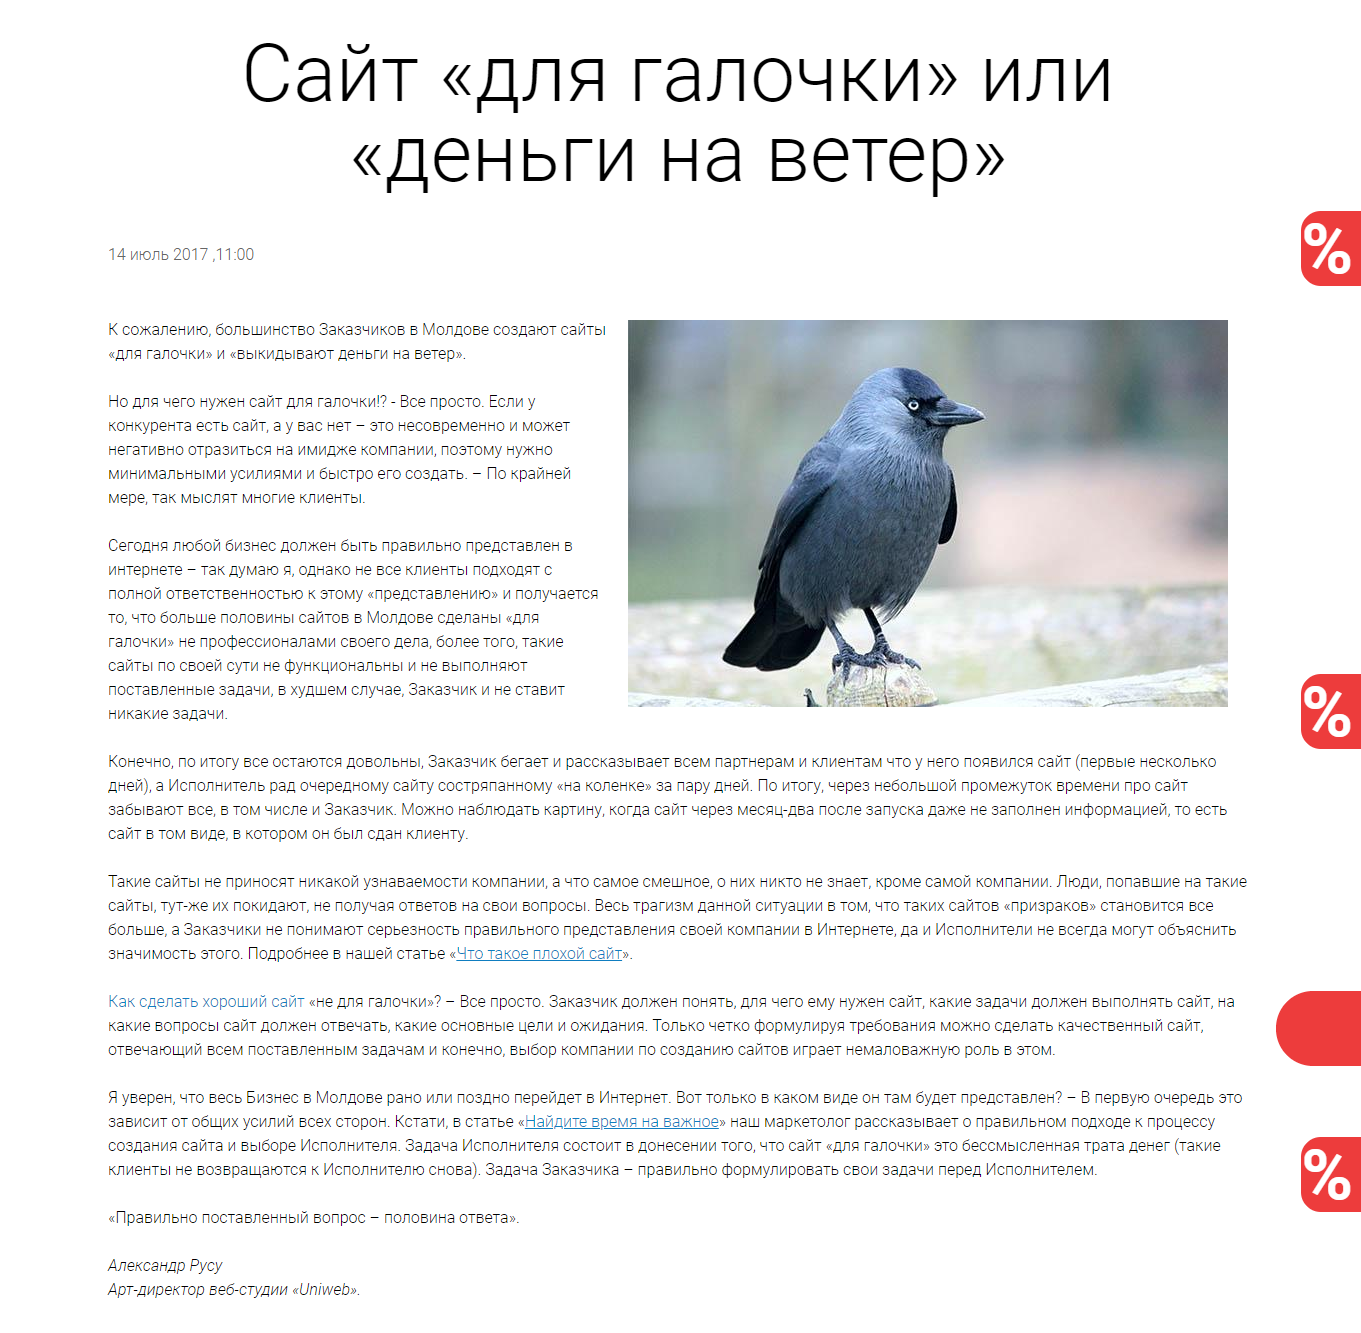 Сайт «для галочки» или
«деньги на ветер»
14 июль 2017 ,11:00
К сожалению, большинство Заказчиков в Молдове создают сайты
«для галочки» и «выкидывают деньги на ветер».
Но для чего нужен сайт для галочки!? - Все просто. Если у
конкурента есть сайт, а у вас нет – это несовременно и может
негативно отразиться на имидже компании, поэтому нужно
минимальными усилиями и быстро его создать. – По крайней
мере, так мыслят многие клиенты.
Сегодня любой бизнес должен быть правильно представлен в
интернете – так думаю я, однако не все клиенты подходят с
полной ответственностью к этому «представлению» и получается
то, что больше половины сайтов в Молдове сделаны «для
галочки» не профессионалами своего дела, более того, такие
сайты по своей сути не функциональны и не выполняют
поставленные задачи, в худшем случае, Заказчик и не ставит
никакие задачи.
Конечно, по итогу все остаются довольны, Заказчик бегает и рассказывает всем партнерам и клиентам что у него появился сайт (первые несколько
дней), а Исполнитель рад очередному сайту состряпанному «на коленке» за пару дней. По итогу, через небольшой промежуток времени про сайт
забывают все, в том числе и Заказчик. Можно наблюдать картину, когда сайт через месяц-два после запуска даже не заполнен информацией, то есть
сайт в том виде, в котором он был сдан клиенту.
Такие сайты не приносят никакой узнаваемости компании, а что самое смешное, о них никто не знает, кроме самой компании. Люди, попавшие на такие
сайты, тут-же их покидают, не получая ответов на свои вопросы. Весь трагизм данной ситуации в том, что таких сайтов «призраков» становится все
больше, а Заказчики не понимают серьезность правильного представления своей компании в Интернете, да и Исполнители не всегда могут объяснить
значимость этого. Подробнее в нашей статье «Что такое плохой сайт».
Как сделать хороший сайт «не для галочки»? – Все просто. Заказчик должен понять, для чего ему нужен сайт, какие задачи должен выполнять сайт, на
какие вопросы сайт должен отвечать, какие основные цели и ожидания. Только четко формулируя требования можно сделать качественный сайт,
отвечающий всем поставленным задачам и конечно, выбор компании по созданию сайтов играет немаловажную роль в этом.
Я уверен, что весь Бизнес в Молдове рано или поздно перейдет в Интернет. Вот только в каком виде он там будет представлен? – В первую очередь это
зависит от общих усилий всех сторон. Кстати, в статье «Найдите время на важное» наш маркетолог рассказывает о правильном подходе к процессу
создания сайта и выборе Исполнителя. Задача Исполнителя состоит в донесении того, что сайт «для галочки» это бессмысленная трата денег (такие
клиенты не возвращаются к Исполнителю снова). Задача Заказчика – правильно формулировать свои задачи перед Исполнителем.
«Правильно поставленный вопрос – половина ответа».
Александр Русу
Арт-директор веб-студии «Uniweb».
%
%
%